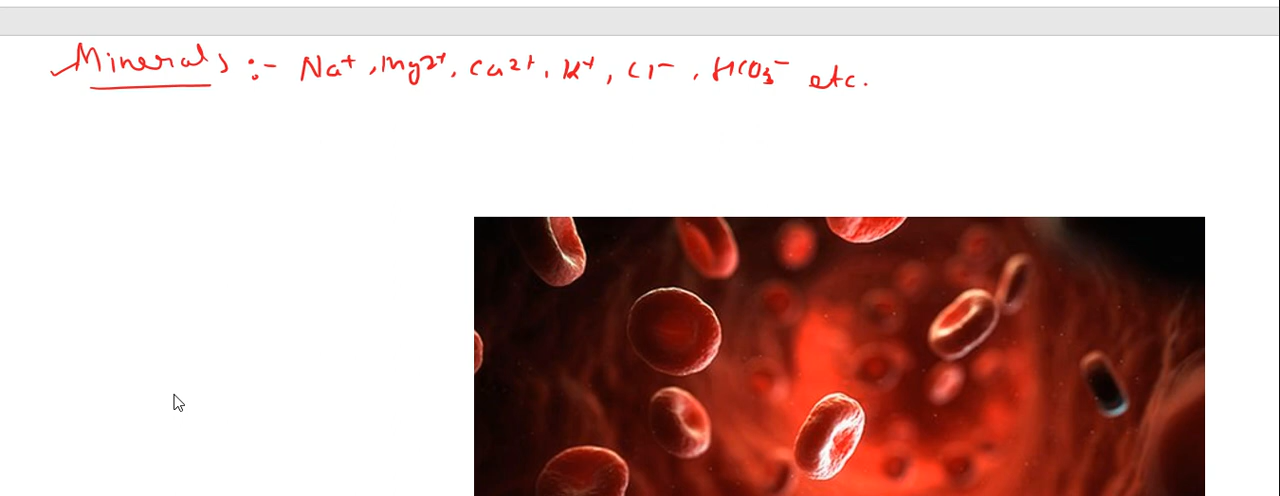 Minerals :- Na⁺, Mg²⁺, Ca²⁺, K⁺, Cl⁻, HCO₃⁻ etc.